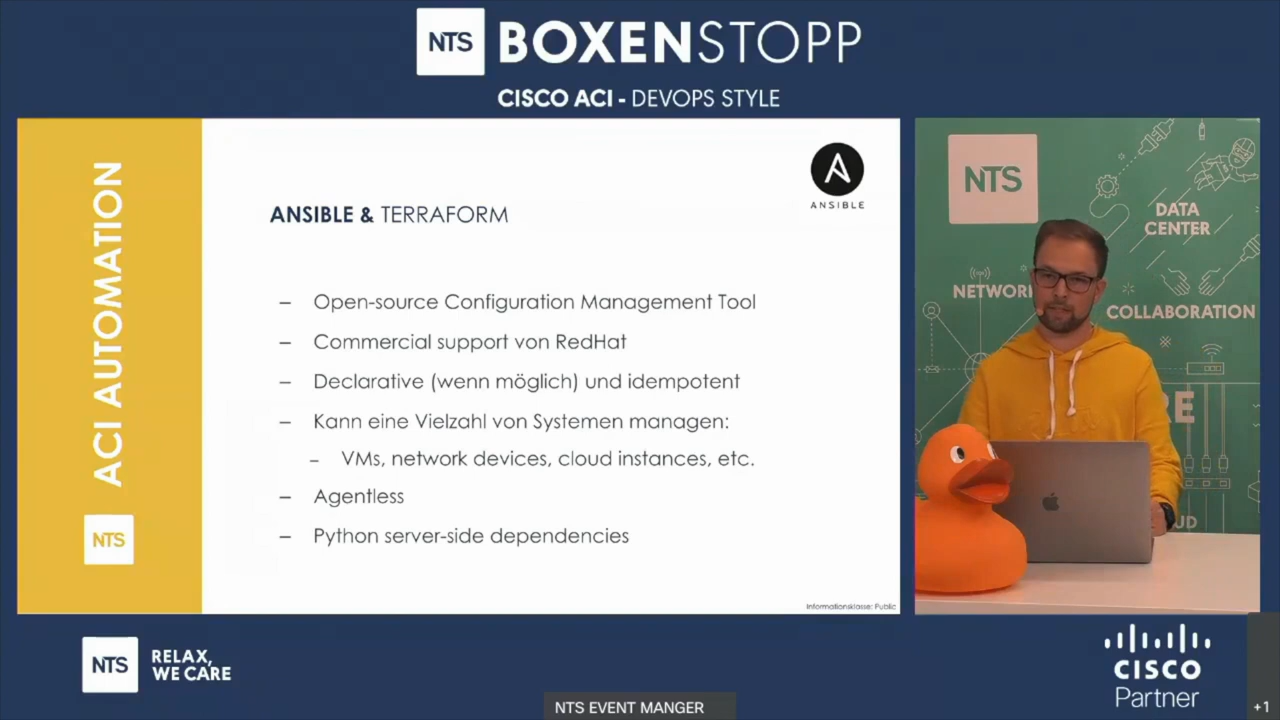 NTS BOXENSTOPP
CISCO ACI - DEVOPS STYLE
ACI AUTOMATION
NTS
ANSIBLE
ANSIBLE & TERRAFORM
– Open-source Configuration Management Tool
– Commercial support von RedHat
– Declarative (wenn möglich) und idempotent
– Kann eine Vielzahl von Systemen managen:
– VMs, network devices, cloud instances, etc.
– Agentless
– Python server-side dependencies
Informationsklasse: Public
NTS
DATA
CENTER
NETWOR
COLLABORATION
RE
UD
NTS
RELAX,
WE CARE
CISCO
Partner
NTS EVENT MANGER
+1